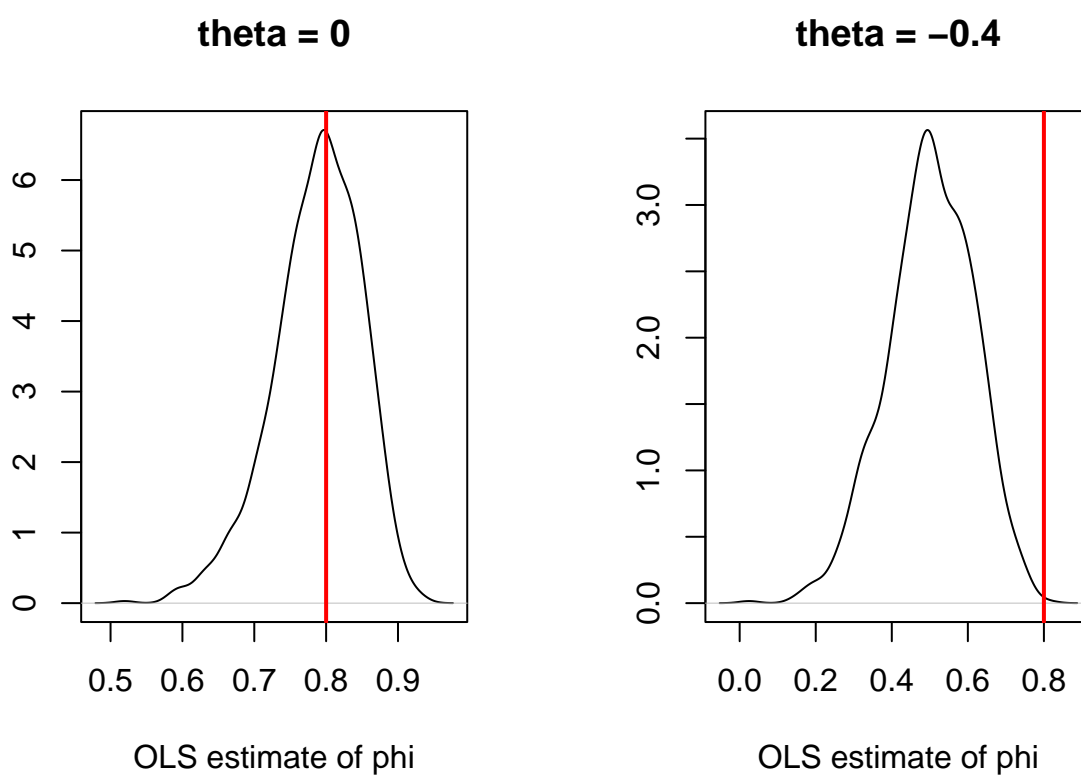 theta = 0
6
5
4
3
2
1
0
0.5 0.6 0.7 0.8 0.9
OLS estimate of phi
theta = −0.4
3.0
2.0
1.0
0.0
0.0 0.2 0.4 0.6 0.8
OLS estimate of phi